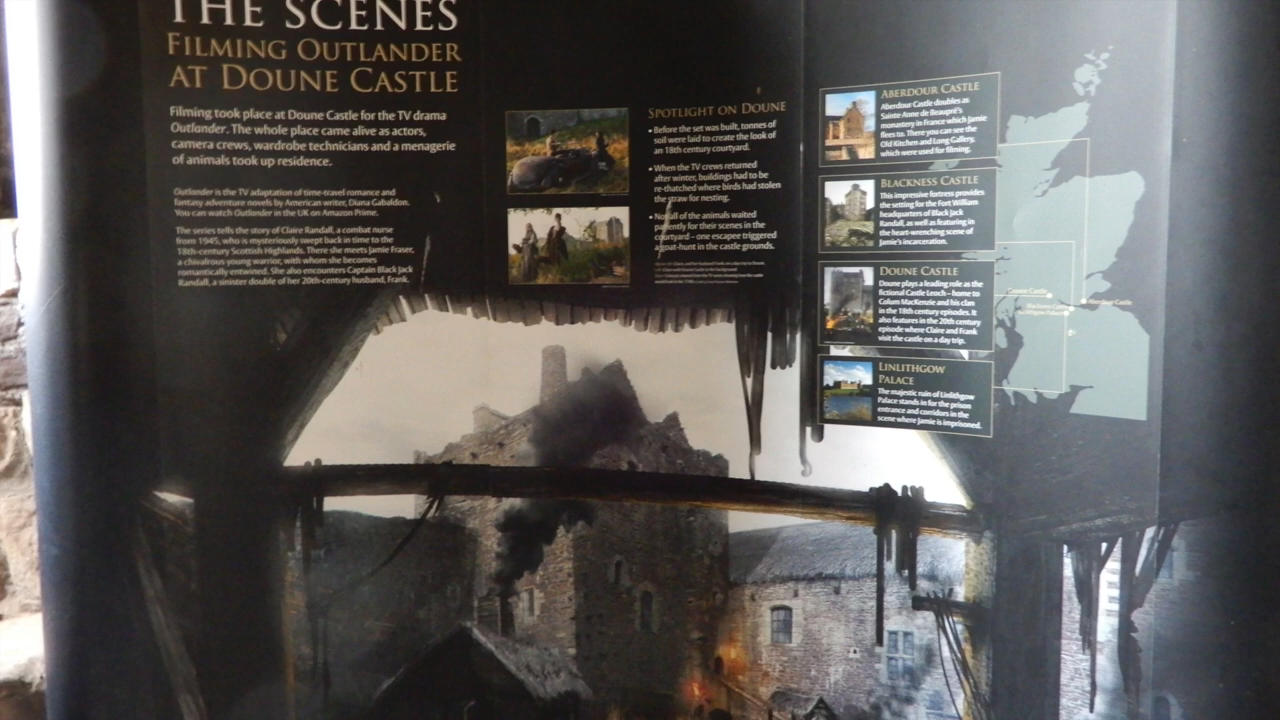 THE SCENES
FILMING OUTLANDER
AT DOUNE CASTLE
Filming took place at Doune Castle for the TV drama
Outlander. The whole place came alive as actors,
camera crews, wardrobe technicians and a menagerie
of animals took up residence.
Outlander is the TV adaptation of time-travel romance and
fantasy adventure novels by American writer, Diana Gabaldon.
You can watch Outlander in the UK on Amazon Prime.
The series tells the story of Claire Randall, a combat nurse
from 1945, who is mysteriously swept back in time to the
18th-century Scottish Highlands. There she meets Jamie Fraser,
a chivalrous young warrior, with whom she becomes
romantically entwined. She also encounters Captain Black Jack
Randall, a sinister double of her 20th-century husband, Frank.
SPOTLIGHT ON DOUNE
• Before the set was built, tonnes of
soil were laid to create the look of
an 18th century courtyard.
• When the TV crews returned
after winter, buildings had to be
re-thatched where birds had stolen
the straw for nesting.
• Not all of the animals waited
patiently for their scenes in the
courtyard – one escapee triggered
a goat-hunt in the castle grounds.
ABERDOUR CASTLE
Aberdour Castle doubles as
Sainte Anne de Beaupré's
monastery in France which Jamie
flees to. There you can see the
Old Kitchen and Long Gallery,
which were used for filming.
BLACKNESS CASTLE
This impressive fortress provides
the setting for the Fort William
headquarters of Black Jack
Randall, as well as featuring in
the heart-wrenching scene of
Jamie's incarceration.
DOUNE CASTLE
Doune plays a leading role as the
fictional Castle Leoch – home to
Colum MacKenzie and his clan
in the 18th century episodes. It
also features in the 20th century
episode where Claire and Frank
visit the castle on a day trip.
LINLITHGOW
PALACE
The majestic ruin of Linlithgow
Palace stands in for the prison
entrance and corridors in the
scene where Jamie is imprisoned.
Doune Castle
Aberdour Castle